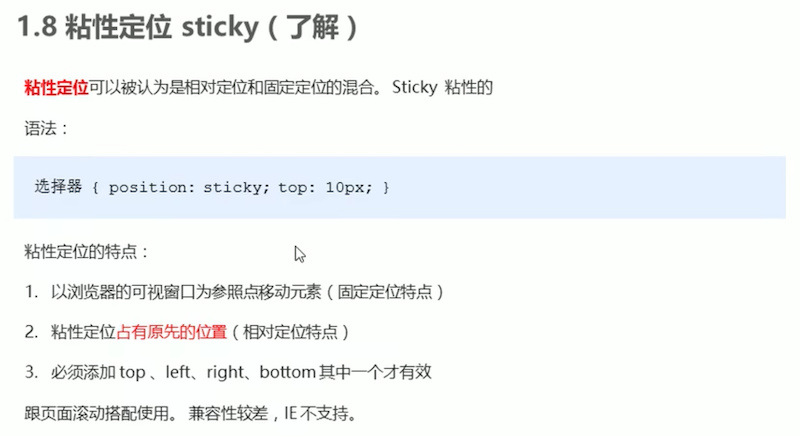 1.8 粘性定位 sticky（了解）
粘性定位可以被认为是相对定位和固定定位的混合。 Sticky 粘性的
语法：
选择器 { position: sticky; top: 10px; }
粘性定位的特点：
1. 以浏览器的可视窗口为参照点移动元素（固定定位特点）
2. 粘性定位占有原先的位置（相对定位特点）
3. 必须添加 top 、left、right、bottom 其中一个才有效
跟页面滚动搭配使用。 兼容性较差，IE 不支持。